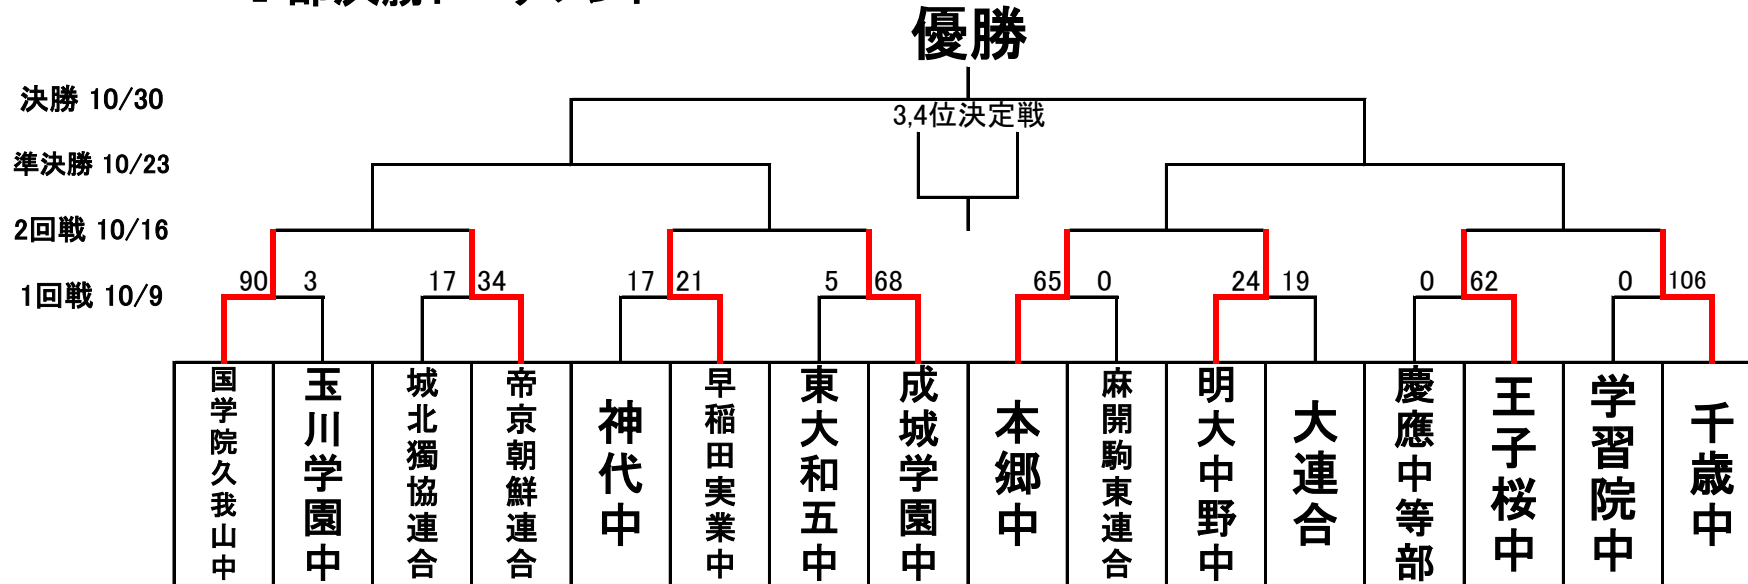 優勝
決勝 10/30
3,4位決定戦
準決勝 10/23
2回戦 10/16
1回戦 10/9
90 3 17 34 17 21 5 68 65 0 24 19 0 62 0 106
国学院久我山中
玉川学園中
城北獨協連合
帝京朝鮮連合
神代中
早稲田実業中
東大和五中
成城学園中
本郷中
麻開駒東連合
明大中野中
大連合
慶應中等部
王子桜中
学習院中
千歳中